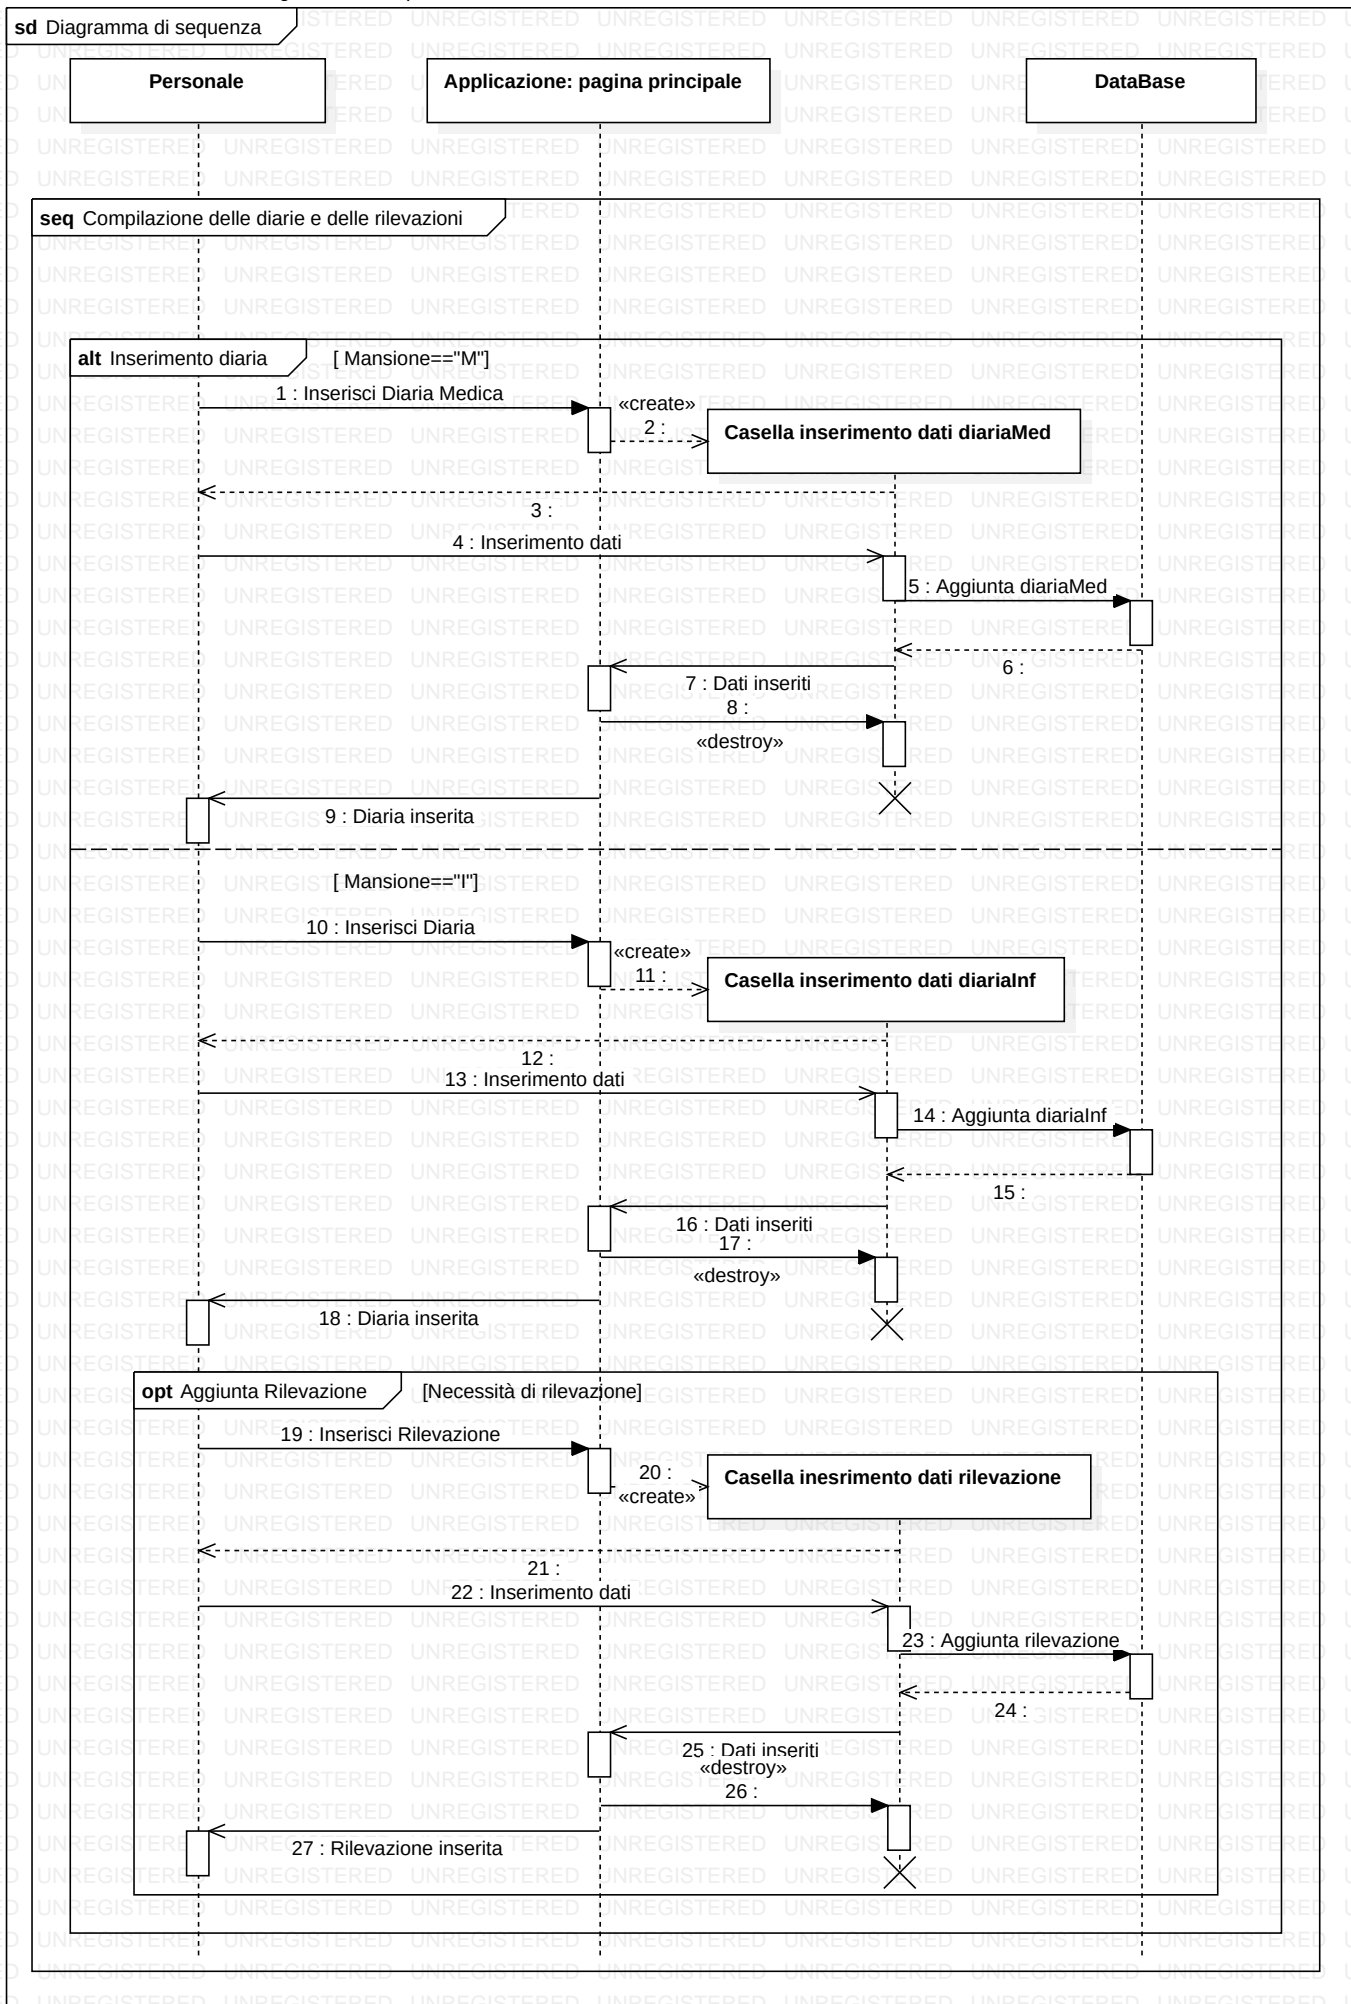 sd Diagramma di sequenza
Personale
Applicazione: pagina principale
DataBase
seq Compilazione delle diarie e delle rilevazioni
alt Inserimento diaria
[ Mansione=="M"]
1 : Inserisci Diaria Medica
«create»
2 :
Casella inserimento dati diariaMed
3 :
4 : Inserimento dati
5 : Aggiunta diariaMed
6 :
7 : Dati inseriti
8 :
«destroy»
9 : Diaria inserita
[ Mansione=="I"]
10 : Inserisci Diaria
«create»
11 :
Casella inserimento dati diariaInf
12 :
13 : Inserimento dati
14 : Aggiunta diariaInf
15 :
16 : Dati inseriti
17 :
«destroy»
18 : Diaria inserita
opt Aggiunta Rilevazione
[Necessità di rilevazione]
19 : Inserisci Rilevazione
20 :
«create»
Casella inesrimento dati rilevazione
21 :
22 : Inserimento dati
23 : Aggiunta rilevazione
24 :
25 : Dati inseriti
«destroy»
26 :
27 : Rilevazione inserita
UNREGISTERED